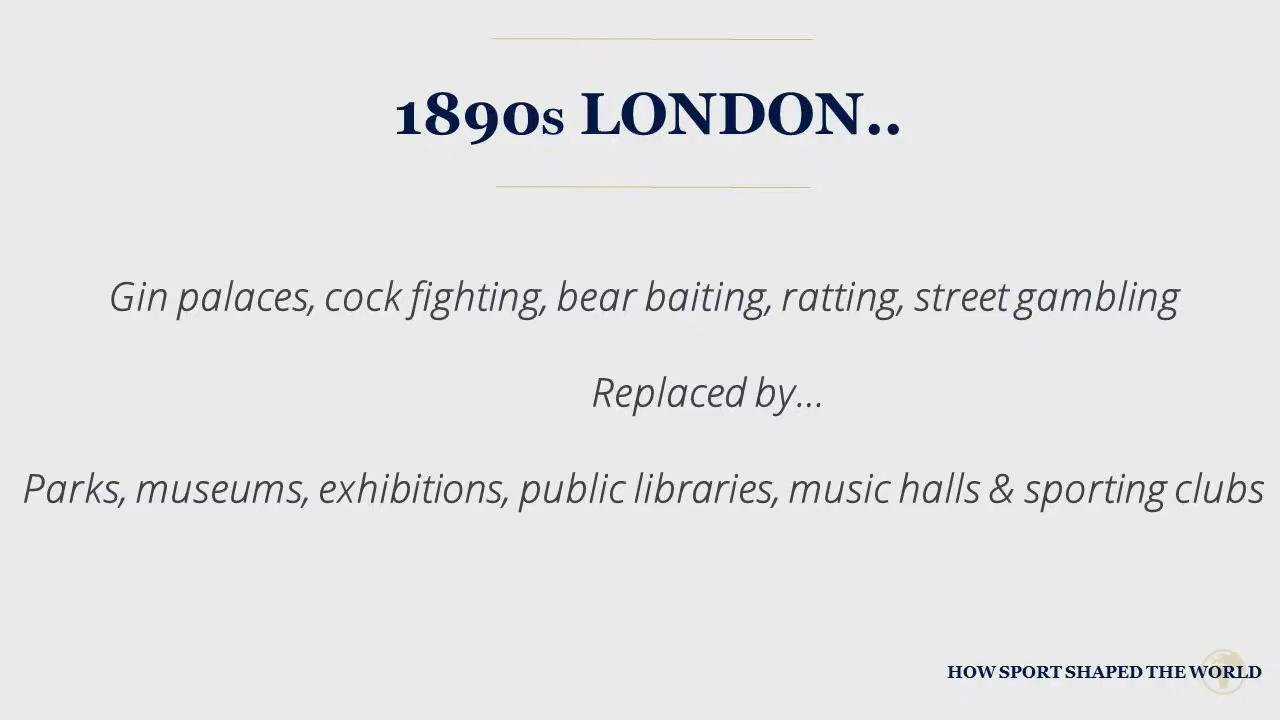 1890s LONDON..
Gin palaces, cock fighting, bear baiting, ratting, street gambling
Replaced by...
Parks, museums, exhibitions, public libraries, music halls & sporting clubs
HOW SPORT SHAPED THE WORLD